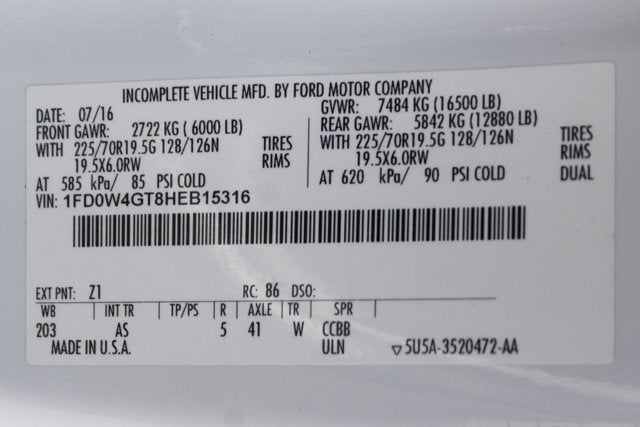 INCOMPLETE VEHICLE MFD. BY FORD MOTOR COMPANY
DATE: 07/16 GVWR: 7484 KG (16500 LB)
FRONT GAWR: 2722 KG ( 6000 LB) REAR GAWR: 5842 KG (12880 LB)
WITH 225/70R19.5G 128/126N TIRES WITH 225/70R19.5G 128/126N TIRES
19.5X6.0RW RIMS 19.5X6.0RW RIMS
AT 585 kPa/ 85 PSI COLD AT 620 kPa/ 90 PSI COLD DUAL
VIN: 1FD0W4GT8HEB15316
EXT PNT: Z1 RC: 86 DSO:
WB INT TR TP/PS R AXLE TR SPR
203 AS 5 41 W CCBB
MADE IN U.S.A. ULN ▽5U5A-3520472-AA